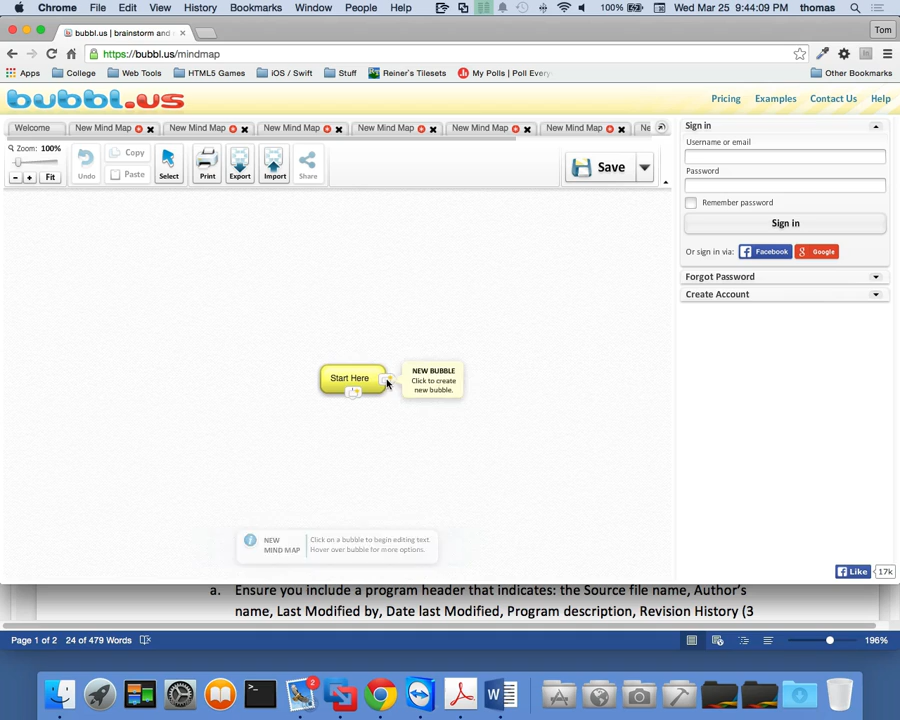 Chrome File Edit View History Bookmarks Window People Help 100% Wed Mar 25 9:44:09 PM thomas
bubbl.us | brainstorm and
Tom
https://bubbl.us/mindmap
Apps College Web Tools HTML5 Games iOS / Swift Stuff Reiner's Tilesets My Polls | Poll Every Other Bookmarks
bubbl.us
Pricing Examples Contact Us Help
Welcome New Mind Map New Mind Map New Mind Map New Mind Map New Mind Map New Mind Map Ne
Sign in
Zoom: 100%
Fit
Undo
Copy
Paste
Select
Print
Export
Import
Share
Save
Username or email
Password
Remember password
Sign in
Or sign in via: Facebook Google
Forgot Password
Create Account
Start Here
NEW BUBBLE
Click to create
new bubble.
NEW
MIND MAP
Click on a bubble to begin editing text.
Hover over bubble for more options.
Like 17k
a. Ensure you include a program header that indicates: the Source file name, Author's
name, Last Modified by, Date last Modified, Program description, Revision History (3
Page 1 of 2 24 of 479 Words 196%
2